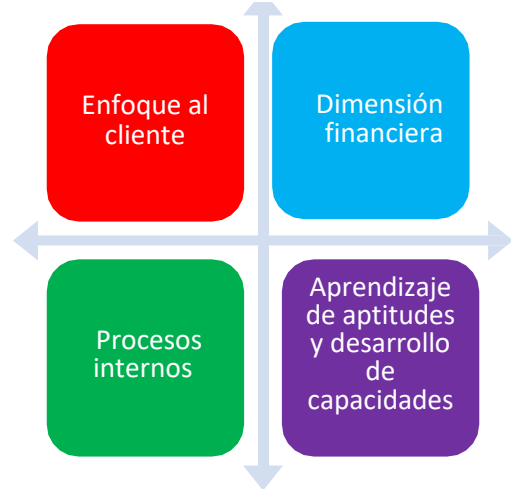 Enfoque al
cliente
Dimensión
financiera
Procesos
internos
Aprendizaje
de aptitudes
y desarrollo
de
capacidades